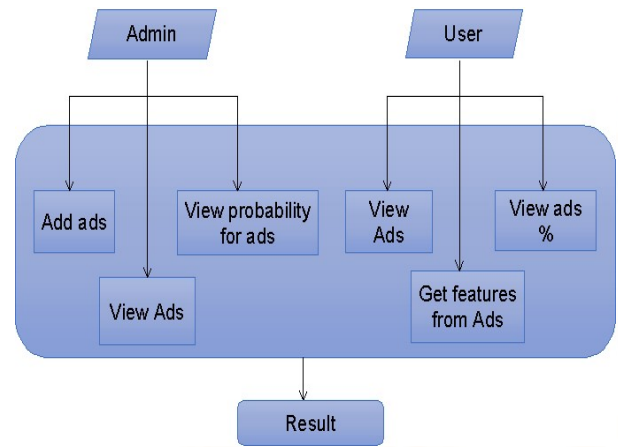 Admin
User
Add ads
View probability
for ads
View
Ads
View ads
%
View Ads
Get features
from Ads
Result